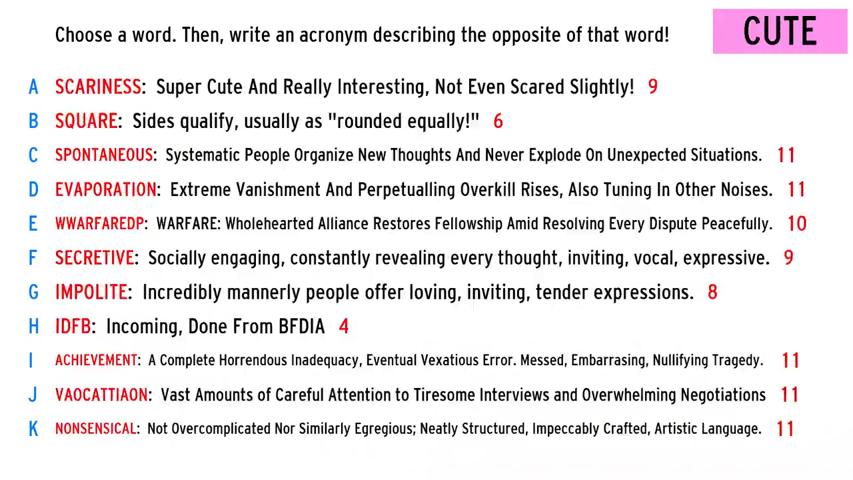 Choose a word. Then, write an acronym describing the opposite of that word!
CUTE
A SCARINESS: Super Cute And Really Interesting, Not Even Scared Slightly! 9
B SQUARE: Sides qualify, usually as "rounded equally!" 6
C SPONTANEOUS: Systematic People Organize New Thoughts And Never Explode On Unexpected Situations. 11
D EVAPORATION: Extreme Vanishment And Perpetualling Overkill Rises, Also Tuning In Other Noises. 11
E WWARFAREDP: WARFARE: Wholehearted Alliance Restores Fellowship Amid Resolving Every Dispute Peacefully. 10
F SECRETIVE: Socially engaging, constantly revealing every thought, inviting, vocal, expressive. 9
G IMPOLITE: Incredibly mannerly people offer loving, inviting, tender expressions. 8
H IDFB: Incoming, Done From BFDIA 4
I ACHIEVEMENT: A Complete Horrendous Inadequacy, Eventual Vexatious Error. Messed, Embarrasing, Nullifying Tragedy. 11
J VAOCATTIAON: Vast Amounts of Careful Attention to Tiresome Interviews and Overwhelming Negotiations 11
K NONSENSICAL: Not Overcomplicated Nor Similarly Egregious; Neatly Structured, Impeccably Crafted, Artistic Language. 11